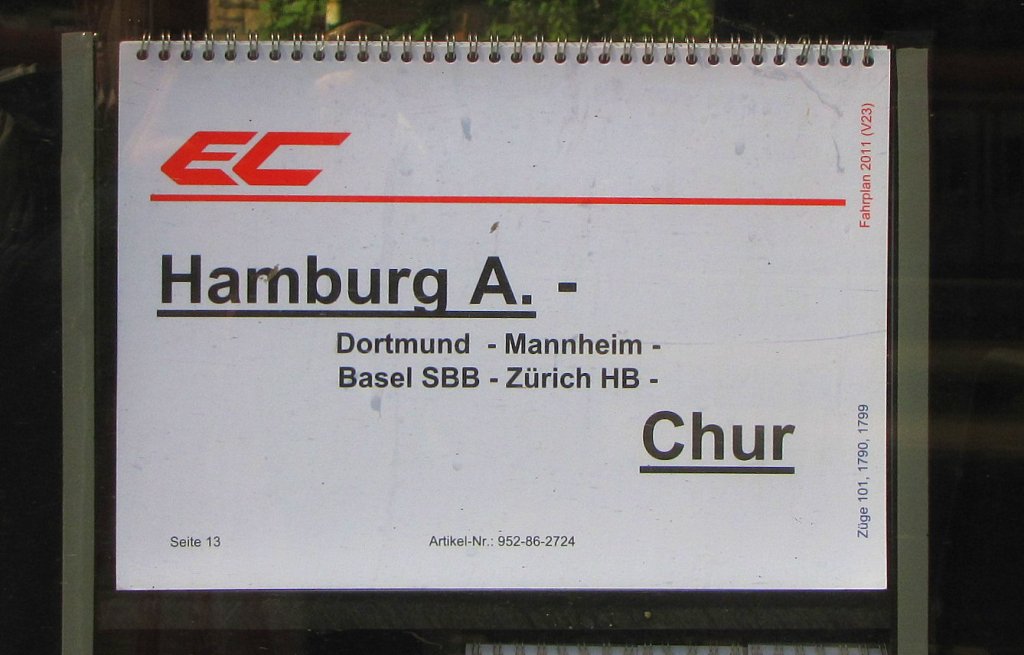 EC
Fahrplan 2011 (V23)
Hamburg A. -
Dortmund - Mannheim -
Basel SBB - Zürich HB -
Chur
Züge 101, 1790, 1799
Seite 13
Artikel-Nr.: 952-86-2724